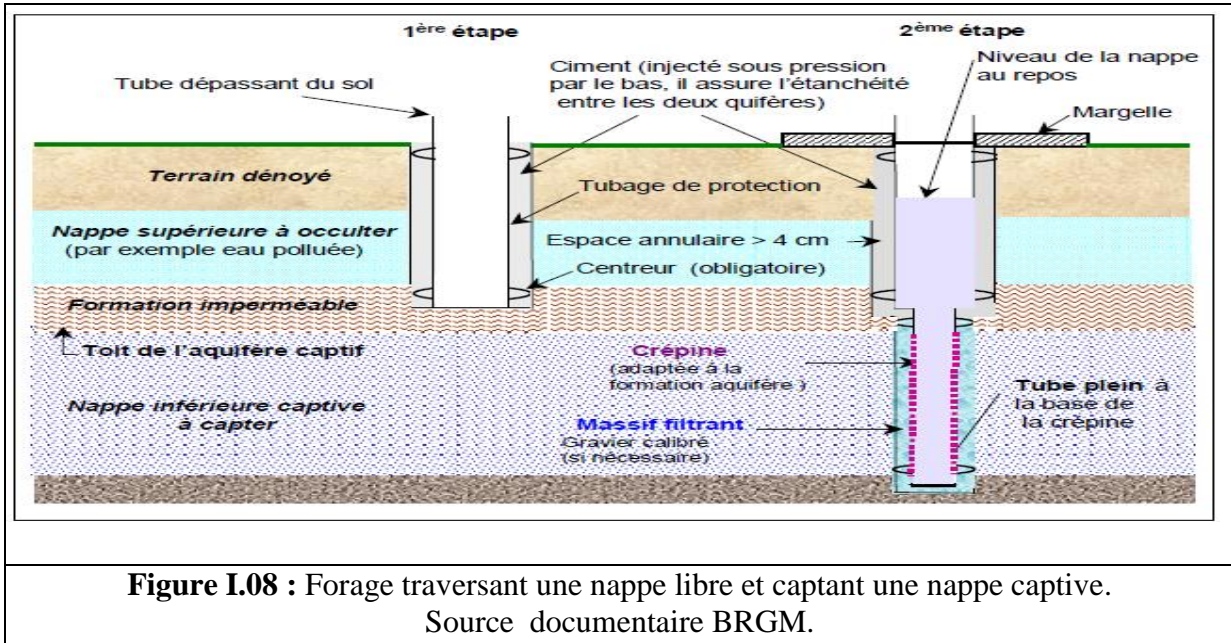 1ère étape
2ème étape
Tube dépassant du sol
Ciment (injecté sous pression
par le bas, il assure l'étanchéité
entre les deux quifères)
Niveau de la nappe
au repos
Margelle
Terrain dénoyé
Tubage de protection
Nappe supérieure à occulter
(par exemple eau polluée)
Espace annulaire > 4 cm
Centreur (obligatoire)
Formation imperméable
Toit de l'aquifère captif
Crépine
(adaptée à la
formation aquifère )
Tube plein à
la base de
la crèpine
Nappe inférieure captive
à capter
Massif filtrant
Gravier calibré
(si nécessaire)
Figure I.08 : Forage traversant une nappe libre et captant une nappe captive.
Source documentaire BRGM.